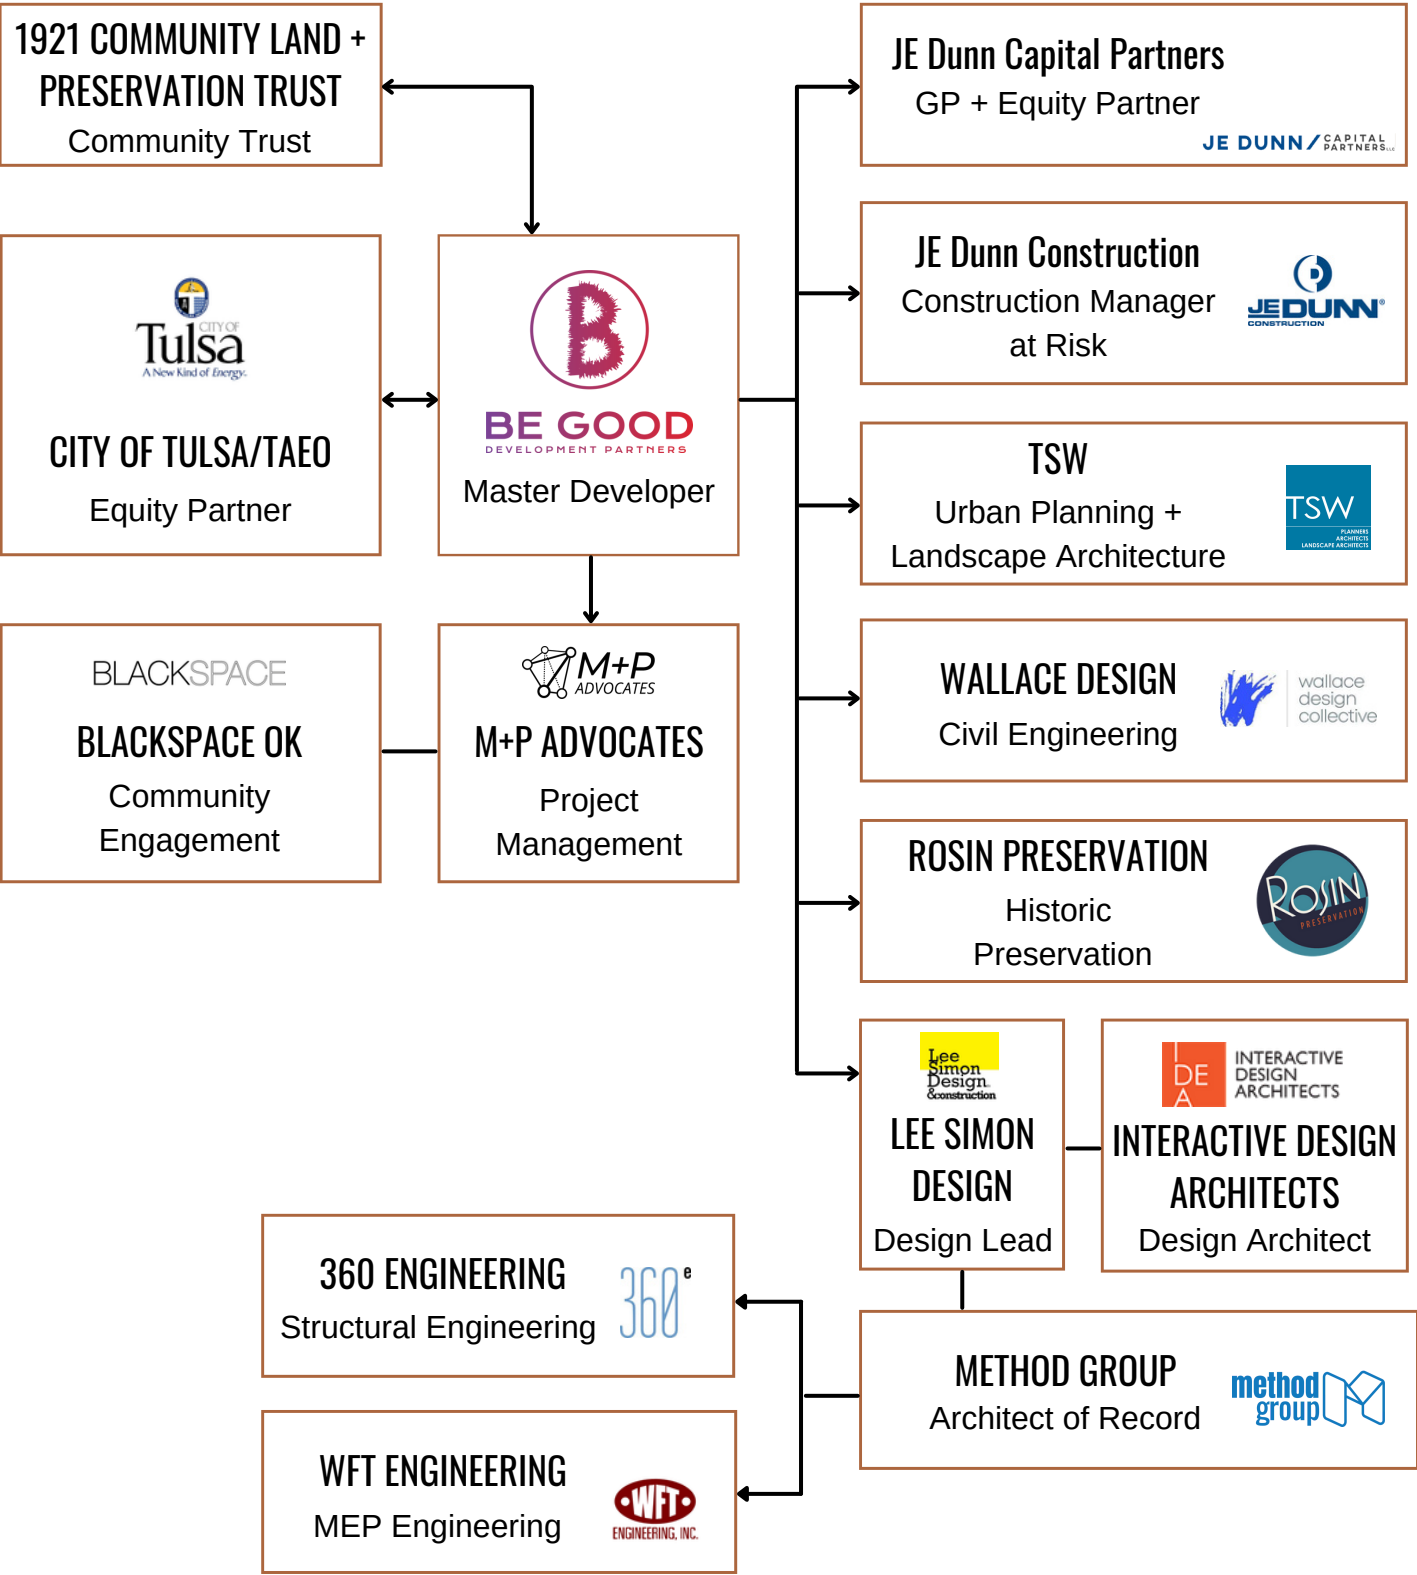 1921 COMMUNITY LAND +
PRESERVATION TRUST
Community Trust
JE Dunn Capital Partners
GP + Equity Partner
JE DUNN / CAPITAL
PARTNERS LLC
CITY OF
Tulsa
A New Kind of Energy.
CITY OF TULSA/TAEO
Equity Partner
B
BE GOOD
DEVELOPMENT PARTNERS
Master Developer
JE Dunn Construction
Construction Manager
at Risk
JEDUNN®
CONSTRUCTION
TSW
Urban Planning +
Landscape Architecture
TSW
PLANNERS
ARCHITECTS
LANDSCAPE ARCHITECTS
BLACKSPACE
BLACKSPACE OK
Community
Engagement
M+P
ADVOCATES
M+P ADVOCATES
Project
Management
WALLACE DESIGN
Civil Engineering
wallace
design
collective
ROSIN PRESERVATION
Historic
Preservation
ROSIN
PRESERVATION
Lee
Simon
Design
&construction
LEE SIMON
DESIGN
Design Lead
I
DE
A
INTERACTIVE
DESIGN
ARCHITECTS
INTERACTIVE DESIGN
ARCHITECTS
Design Architect
360 ENGINEERING
Structural Engineering
360e
METHOD GROUP
Architect of Record
method
group
WFT ENGINEERING
MEP Engineering
•WFT•
ENGINEERING, INC.